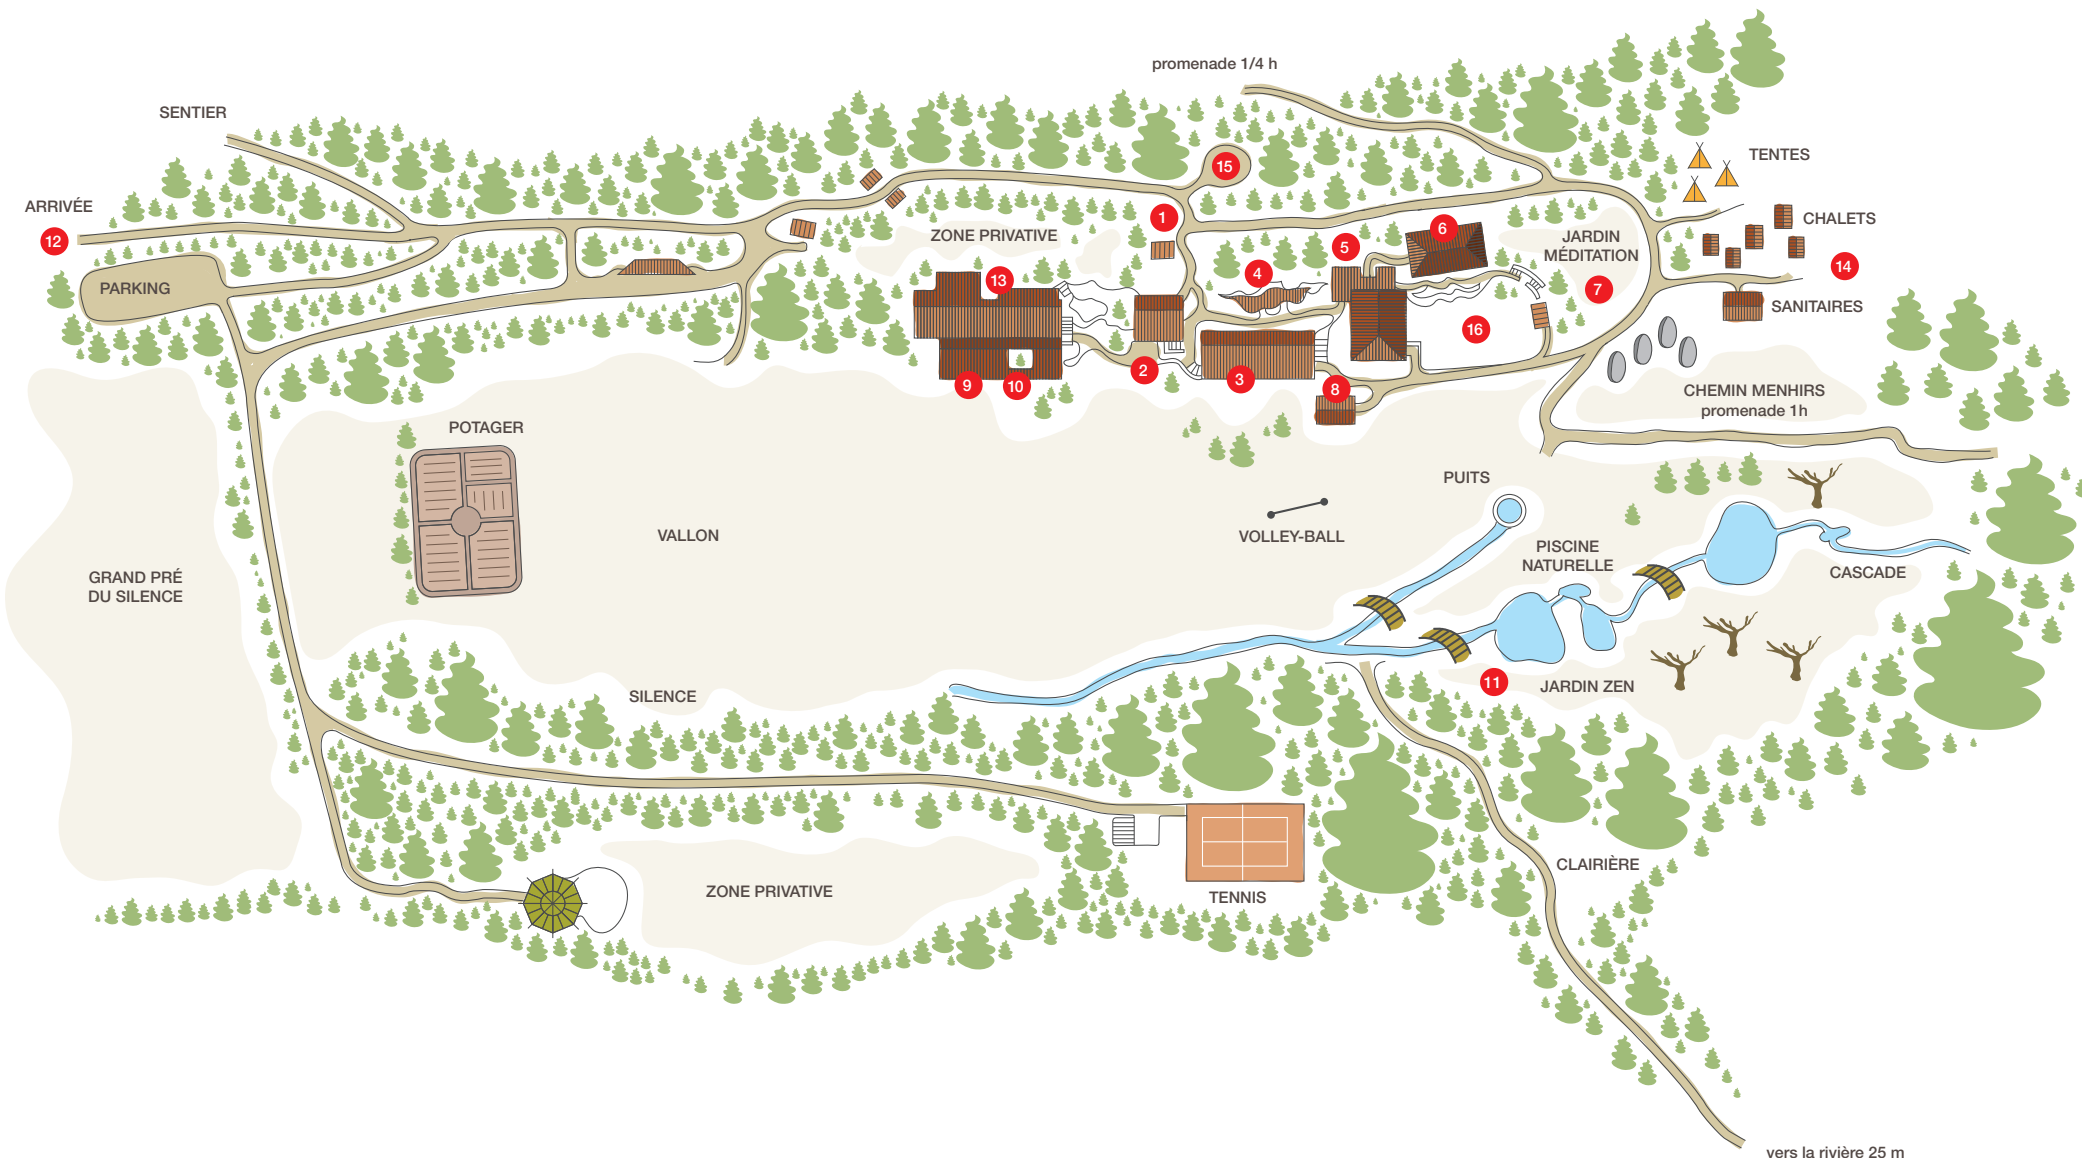 promenade 1/4 h
SENTIER
TENTES
15
ARRIVÉE
12
1
CHALETS
ZONE PRIVATIVE
6
5
JARDIN
MÉDITATION
14
4
13
PARKING
7
SANITAIRES
16
2
3
9
10
8
CHEMIN MENHIRS
promenade 1h
POTAGER
PUITS
VALLON
VOLLEY-BALL
PISCINE
NATURELLE
CASCADE
GRAND PRÉ
DU SILENCE
SILENCE
11
JARDIN ZEN
CLAIRIÈRE
ZONE PRIVATIVE
TENNIS
vers la rivière 25 m